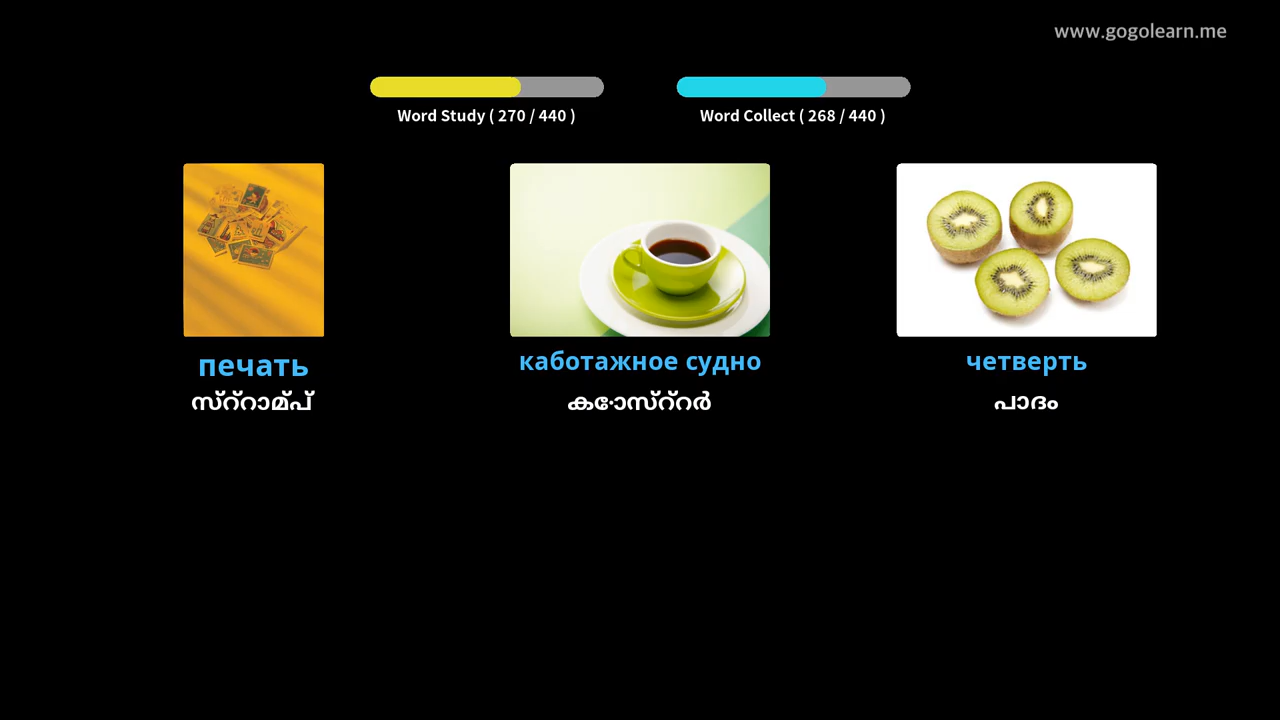 www.gogolearn.me
Word Study ( 270 / 440 )
Word Collect ( 268 / 440 )
печать
каботажное судно
четверть
സ്റ്റാമ്പ്
കോസ്റ്റർ
പാദം